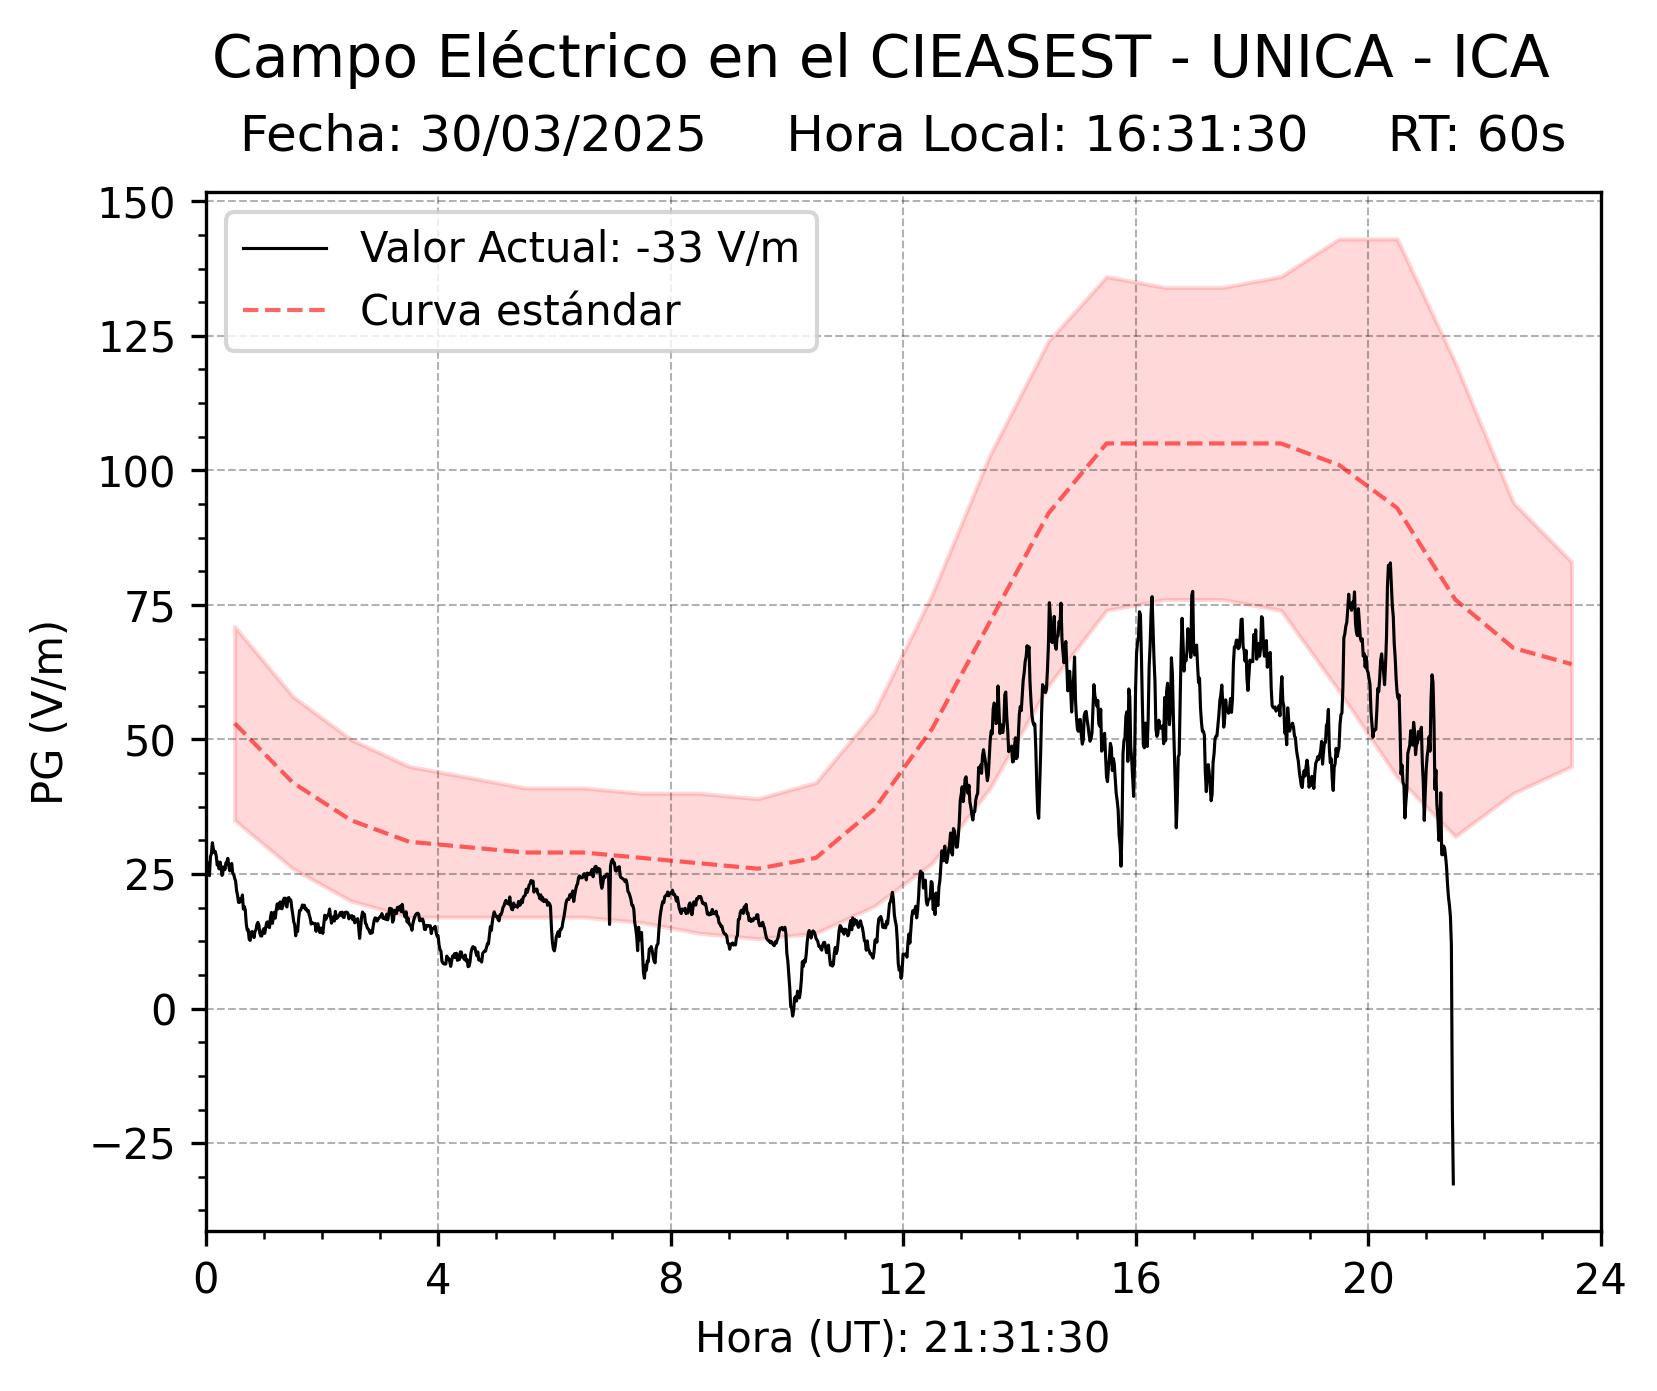 Campo Eléctrico en el CIEASEST - UNICA - ICA
Fecha: 30/03/2025 Hora Local: 16:31:30 RT: 60s
Valor Actual: -33 V/m
Curva estándar
PG (V/m)
150
125
100
75
50
25
0
−25
0 4 8 12 16 20 24
Hora (UT): 21:31:30